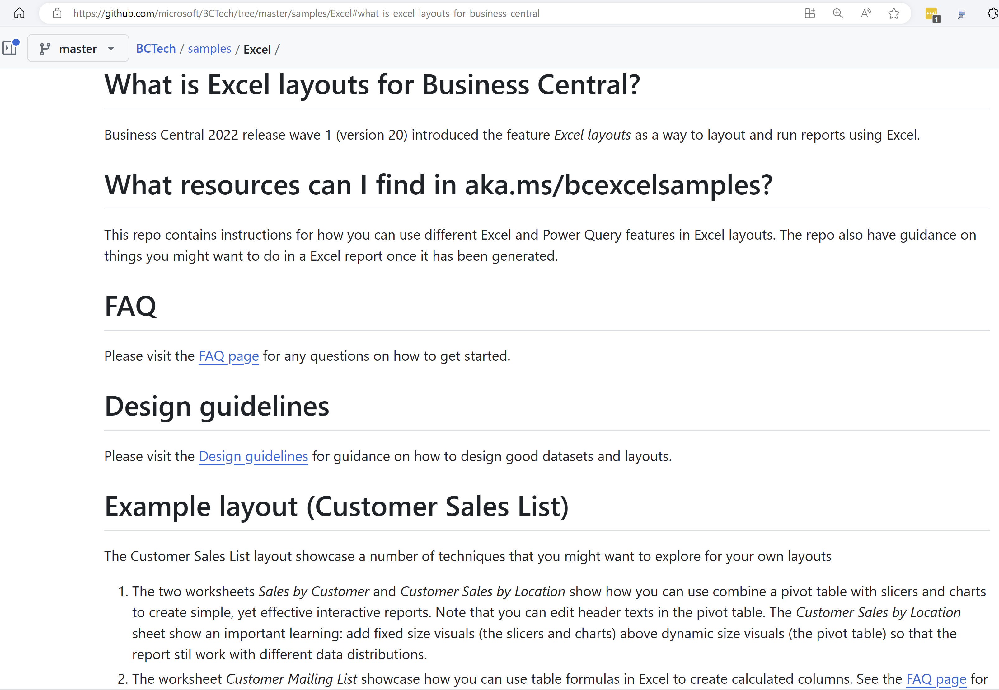 https://github.com/microsoft/BCTech/tree/master/samples/Excel#what-is-excel-layouts-for-business-central
1
master BCTech / samples / Excel /
What is Excel layouts for Business Central?
Business Central 2022 release wave 1 (version 20) introduced the feature Excel layouts as a way to layout and run reports using Excel.
What resources can I find in aka.ms/bcexcelsamples?
This repo contains instructions for how you can use different Excel and Power Query features in Excel layouts. The repo also have guidance on
things you might want to do in a Excel report once it has been generated.
FAQ
Please visit the FAQ page for any questions on how to get started.
Design guidelines
Please visit the Design guidelines for guidance on how to design good datasets and layouts.
Example layout (Customer Sales List)
The Customer Sales List layout showcase a number of techniques that you might want to explore for your own layouts
1. The two worksheets Sales by Customer and Customer Sales by Location show how you can use combine a pivot table with slicers and charts
to create simple, yet effective interactive reports. Note that you can edit header texts in the pivot table. The Customer Sales by Location
sheet show an important learning: add fixed size visuals (the slicers and charts) above dynamic size visuals (the pivot table) so that the
report stil work with different data distributions.
2. The worksheet Customer Mailing List showcase how you can use table formulas in Excel to create calculated columns. See the FAQ page for